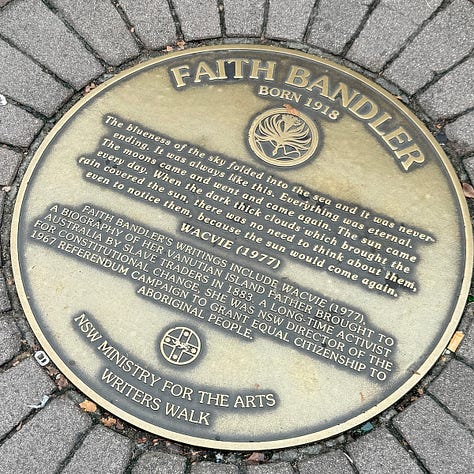 FAITH BANDLER
BORN 1918
The blueness of the sky folded into the sea and it was never
ending. It was always like this. Everything was eternal.
The moons came and went and came again. The sun came
every day. When the dark thick clouds which brought the
rain covered the sun, there was no need to think about them,
even to notice them, because the sun would come again.
WACVIE (1977)
FAITH BANDLER'S WRITINGS INCLUDE WACVIE (1977)
A BIOGRAPHY OF HER VANUTIAN ISLAND FATHER BROUGHT TO
AUSTRALIA BY SLAVE TRADERS IN 1883. A LONG-TIME ACTIVIST
FOR CONSTITUTIONAL CHANGE, SHE WAS NSW DIRECTOR OF THE
1967 REFERENDUM CAMPAIGN TO GRANT EQUAL CITIZENSHIP TO
ABORIGINAL PEOPLE.
NSW MINISTRY FOR THE ARTS
WRITERS WALK